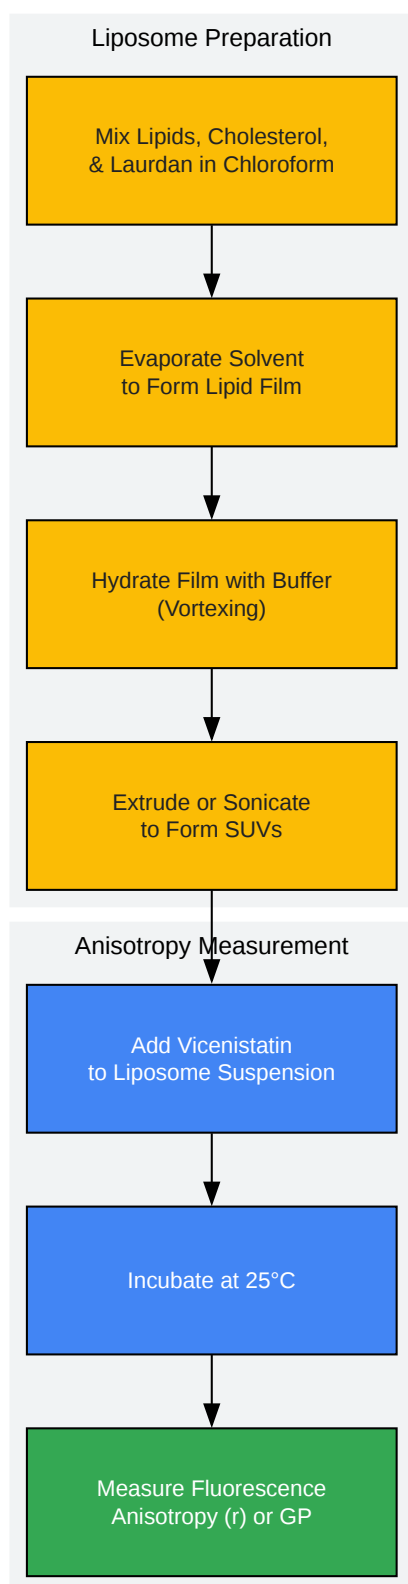 Liposome Preparation
Mix Lipids, Cholesterol,
& Laurdan in Chloroform
Evaporate Solvent
to Form Lipid Film
Hydrate Film with Buffer
(Vortexing)
Extrude or Sonicate
to Form SUVs
Anisotropy Measurement
Add Vicenistatin
to Liposome Suspension
Incubate at 25°C
Measure Fluorescence
Anisotropy (r) or GP